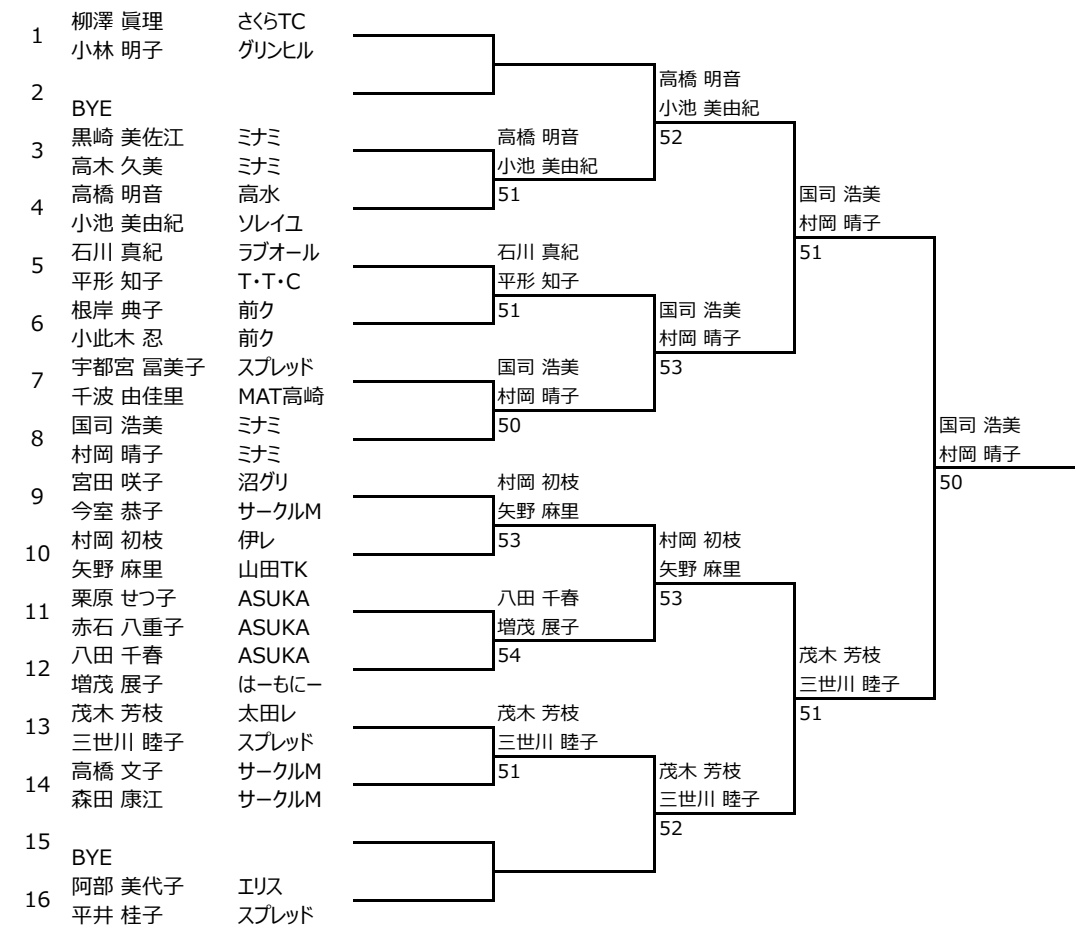 1 柳澤 眞理 さくらTC
小林 明子 グリンヒル
2
BYE
3 黒崎 美佐江 ミナミ
高木 久美 ミナミ
4 高橋 明音 高水
小池 美由紀 ソレイユ
5 石川 真紀 ラブオール
平形 知子 T・T・C
6 根岸 典子 前ク
小此木 忍 前ク
7 宇都宮 冨美子 スプレッド
千波 由佳里 MAT高崎
8 国司 浩美 ミナミ
村岡 晴子 ミナミ
9 宮田 咲子 沼グリ
今室 恭子 サークルM
10 村岡 初枝 伊レ
矢野 麻里 山田TK
11 栗原 せつ子 ASUKA
赤石 八重子 ASUKA
12 八田 千春 ASUKA
増茂 展子 はーもにー
13 茂木 芳枝 太田レ
三世川 睦子 スプレッド
14 高橋 文子 サークルM
森田 康江 サークルM
15
BYE
16 阿部 美代子 エリス
平井 桂子 スプレッド
高橋 明音
小池 美由紀
51
石川 真紀
平形 知子
51
国司 浩美
村岡 晴子
50
村岡 初枝
矢野 麻里
53
八田 千春
増茂 展子
54
茂木 芳枝
三世川 睦子
51
高橋 明音
小池 美由紀
52
国司 浩美
村岡 晴子
53
村岡 初枝
矢野 麻里
53
茂木 芳枝
三世川 睦子
52
国司 浩美
村岡 晴子
51
茂木 芳枝
三世川 睦子
51
国司 浩美
村岡 晴子
50